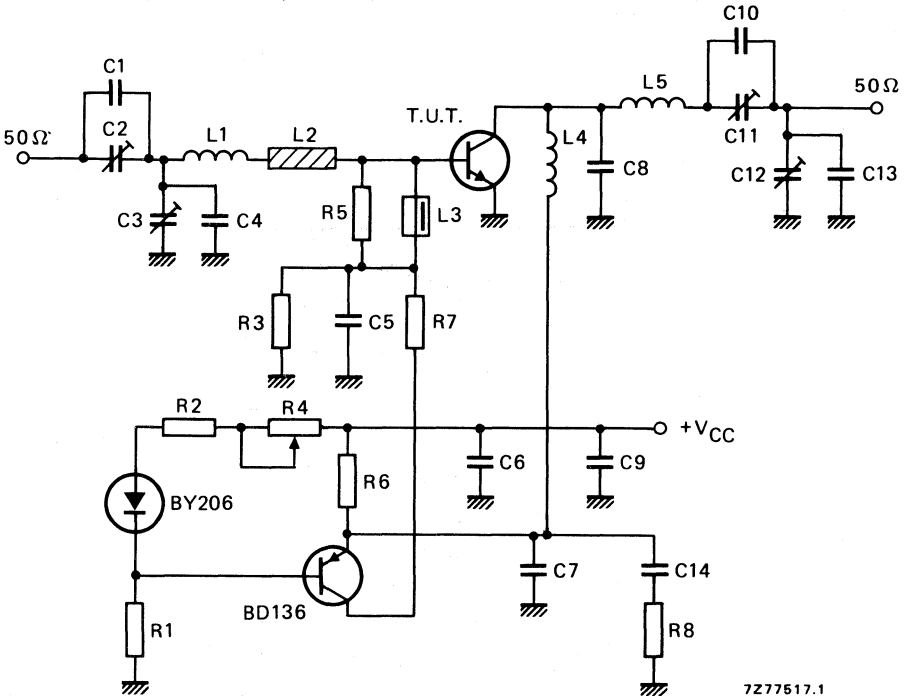 C10
C1
L5
50Ω
T.U.T.
50Ω
C2
L1
L2
C11
L4
C8
C12
C13
C3
C4
R5
L3
R3
C5
R7
R2
R4
+VCC
C6
C9
R6
BY206
C7
C14
BD136
R1
R8
7Z77517.1